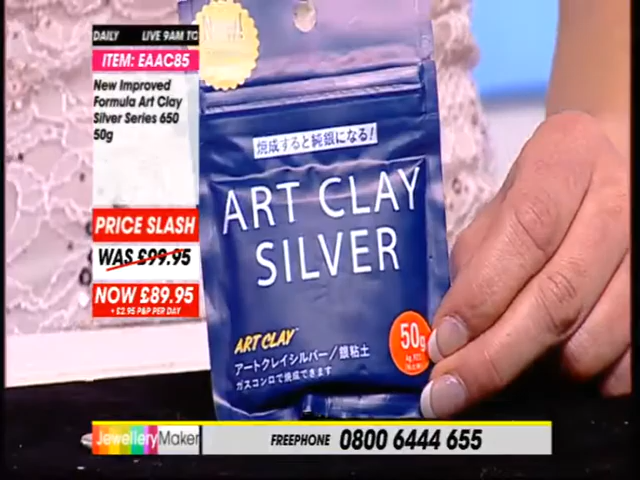 DAILY LIVE 9AM TO
ITEM: EAAC85
New Improved
Formula Art Clay
Silver Series 650
50g
PRICE SLASH
WAS £99.95
NOW £89.95
+ £2.95 P&P PER DAY
焼成すると純銀になる!
ART CLAY
SILVER
50g
ART CLAY™
アートクレイシルバー/銀粘土
ガスコンロで焼成できます
JewelleryMaker
FREEPHONE 0800 6444 655